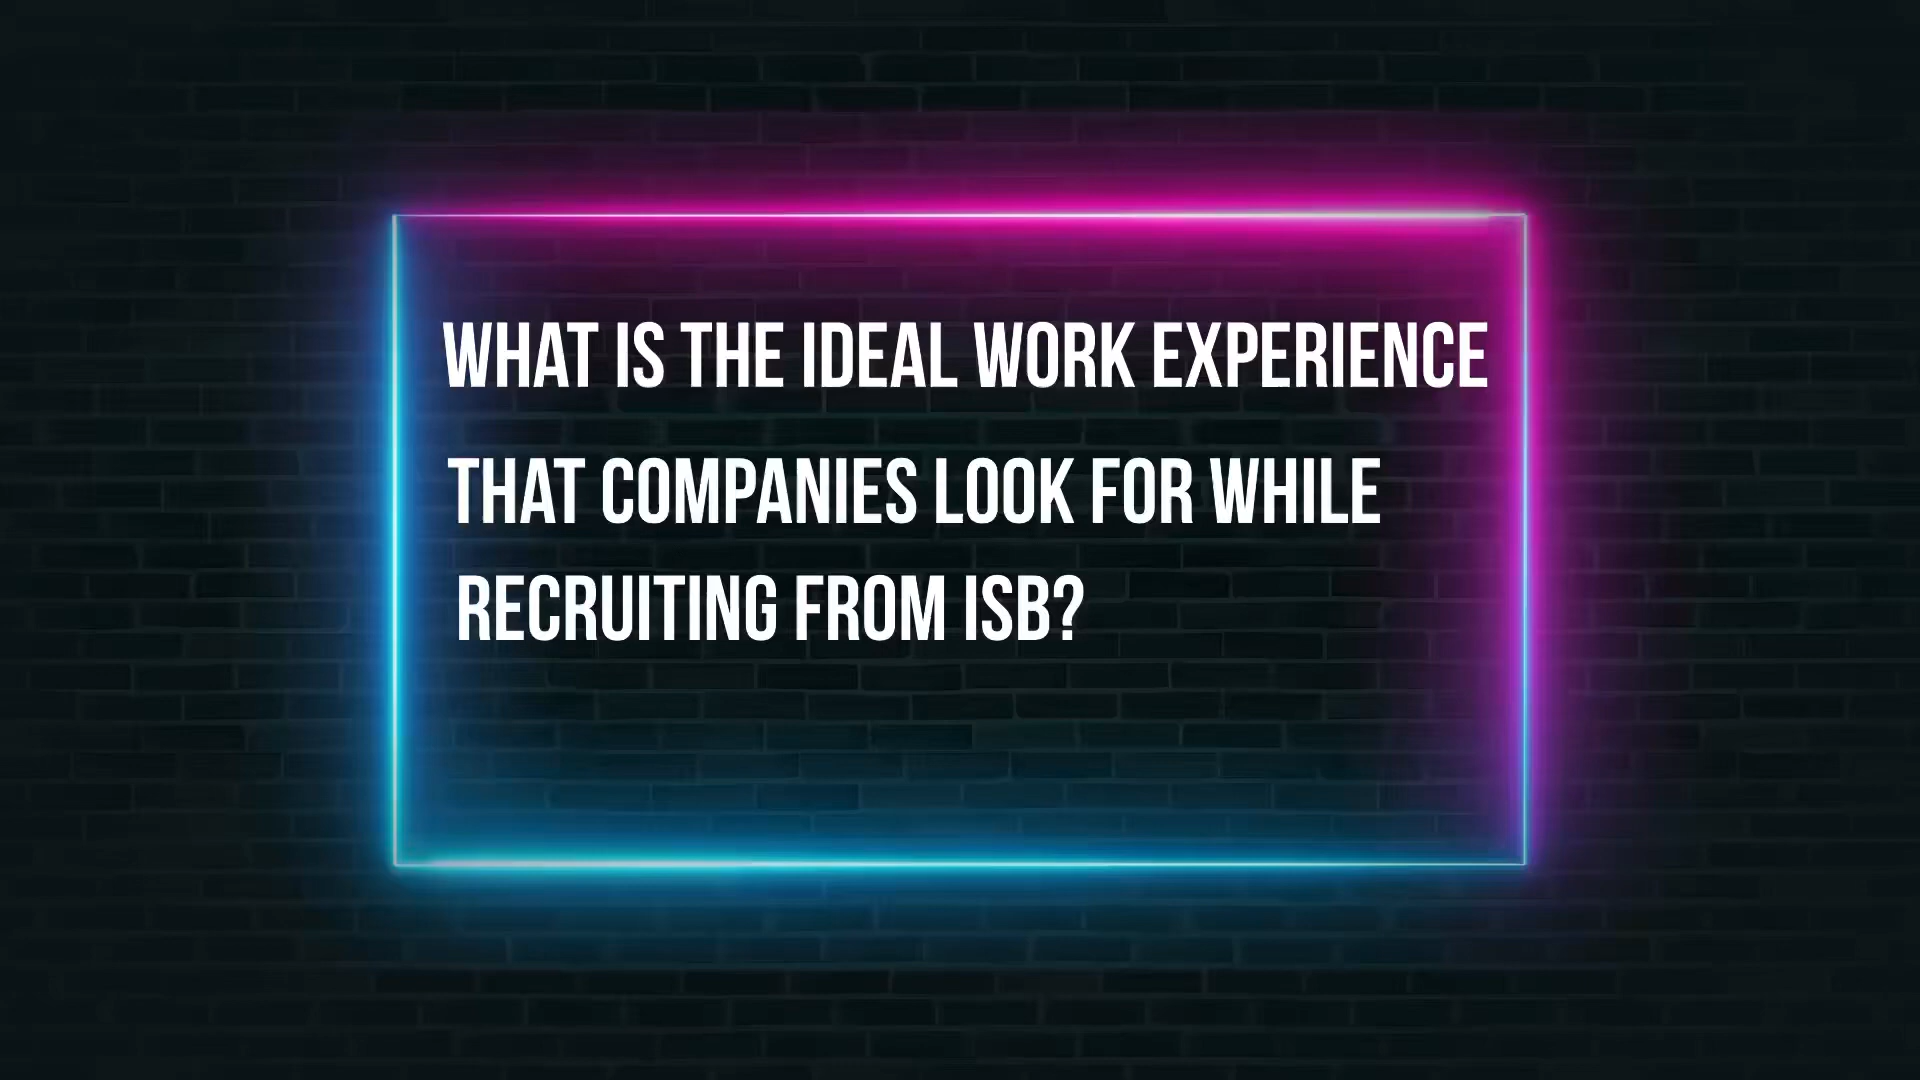 WHAT IS THE IDEAL WORK EXPERIENCE
THAT COMPANIES LOOK FOR WHILE
RECRUITING FROM ISB?